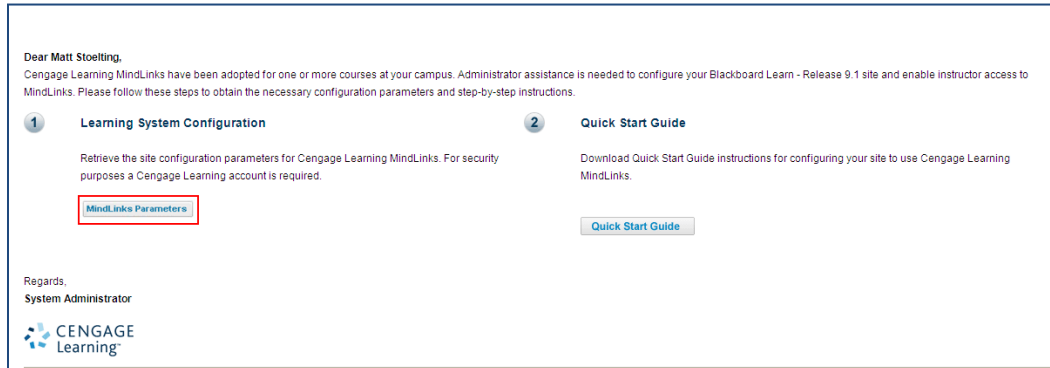 Dear Matt Stoelting,
Cengage Learning MindLinks have been adopted for one or more courses at your campus. Administrator assistance is needed to configure your Blackboard Learn - Release 9.1 site and enable instructor access to
MindLinks. Please follow these steps to obtain the necessary configuration parameters and step-by-step instructions.
1 Learning System Configuration
Retrieve the site configuration parameters for Cengage Learning MindLinks. For security
purposes a Cengage Learning account is required.
MindLinks Parameters
2 Quick Start Guide
Download Quick Start Guide instructions for configuring your site to use Cengage Learning
MindLinks.
Quick Start Guide
Regards,
System Administrator
CENGAGE
Learning™